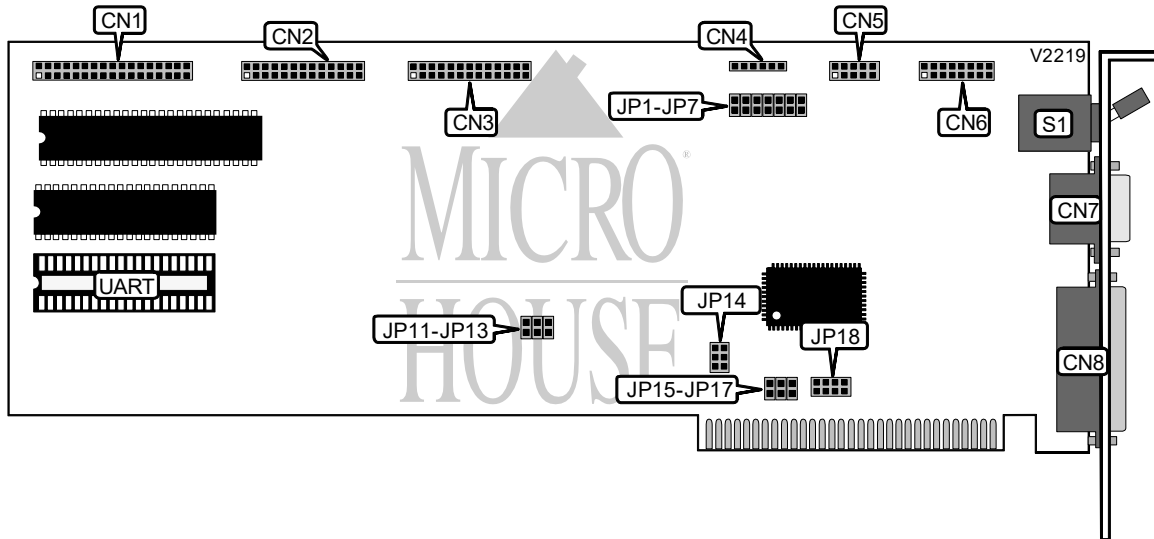 CN1
CN2
CN4
CN5
V2219
JP1-JP7
CN3
CN6
S1
MICRO
®
CN7
UART
JP14
JP11-JP13
HOUSE
JP18
CN8
JP15-JP17